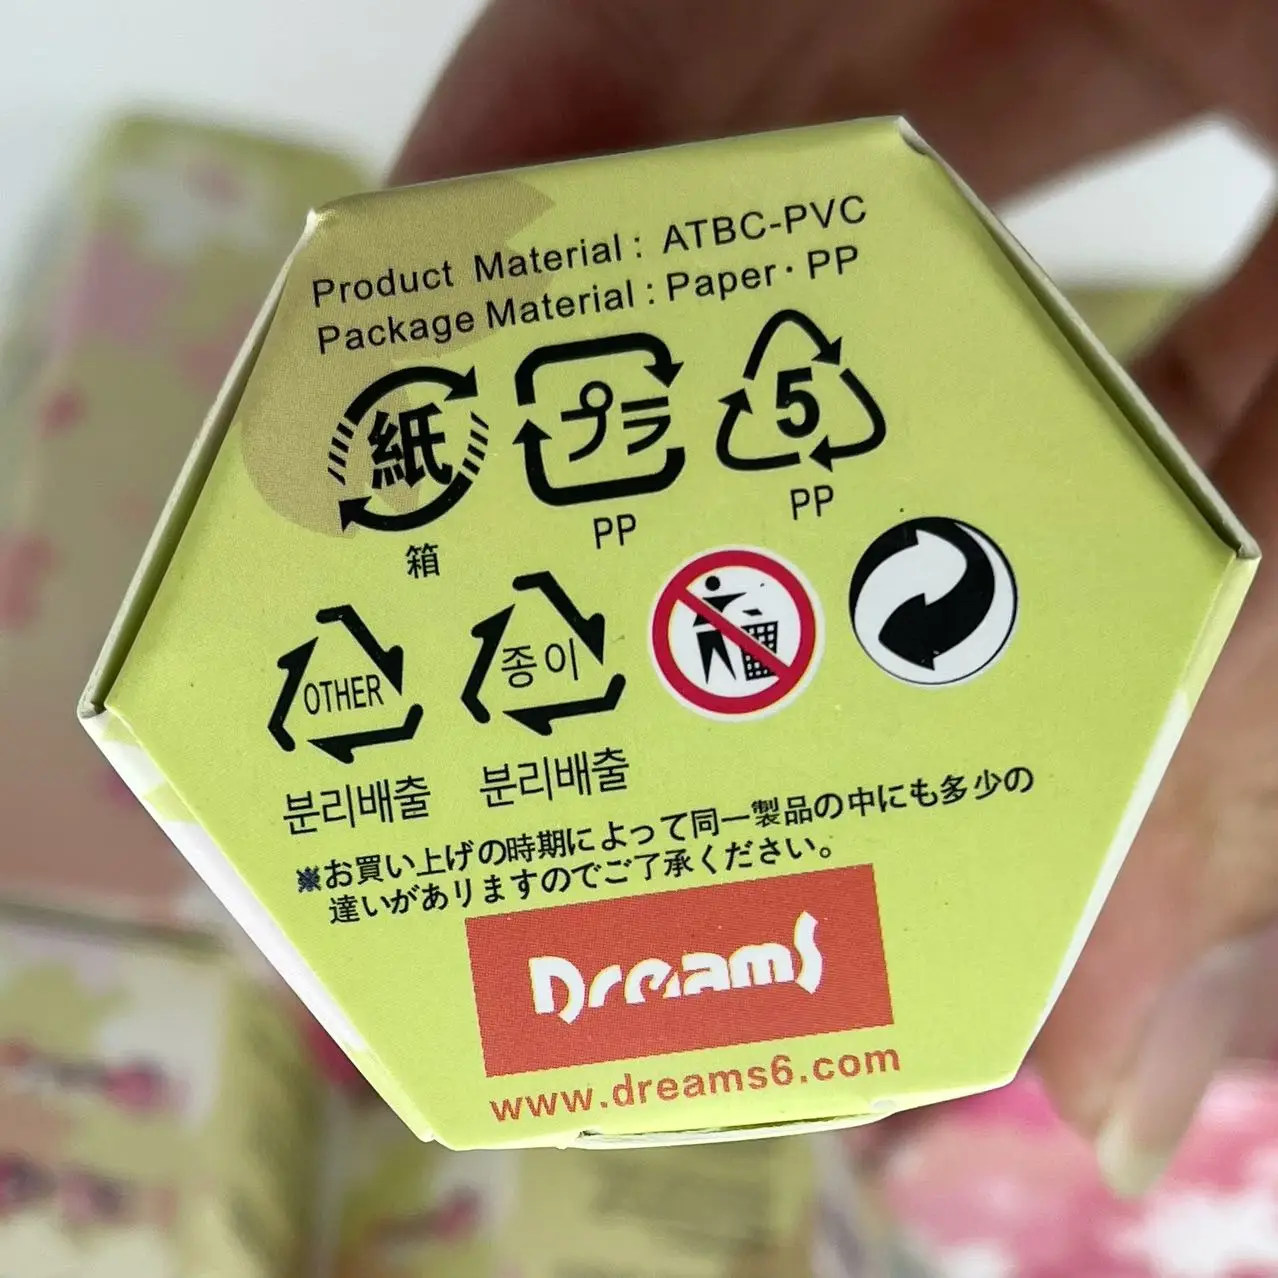 Product Material : ATBC-PVC
Package Material : Paper · PP
紙 プラ 5
箱 PP PP
OTHER 종이
분리배출 분리배출
※お買い上げの時期によって同一製品の中にも多少の
違いがありますのでご了承ください。
Dreams
www.dreams6.com